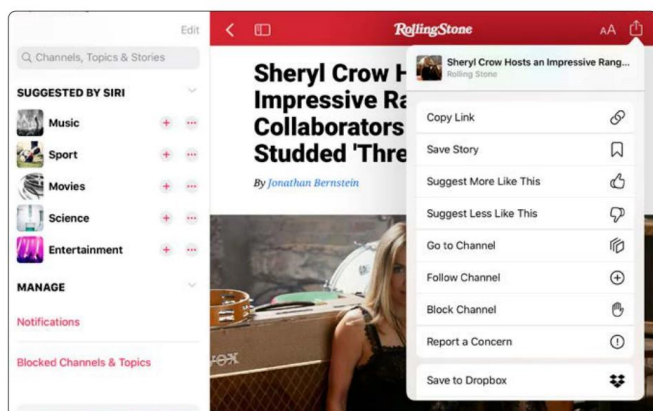 Edit
Channels, Topics & Stories
SUGGESTED BY SIRI
Music
Sport
Movies
Science
Entertainment
MANAGE
Notifications
Blocked Channels & Topics
RollingStone
AA
Sheryl Crow H
Impressive Ra
Collaborators
Studded 'Thre
By Jonathan Bernstein
VOX
Sheryl Crow Hosts an Impressive Rang...
Rolling Stone
Copy Link
Save Story
Suggest More Like This
Suggest Less Like This
Go to Channel
Follow Channel
Block Channel
Report a Concern
Save to Dropbox